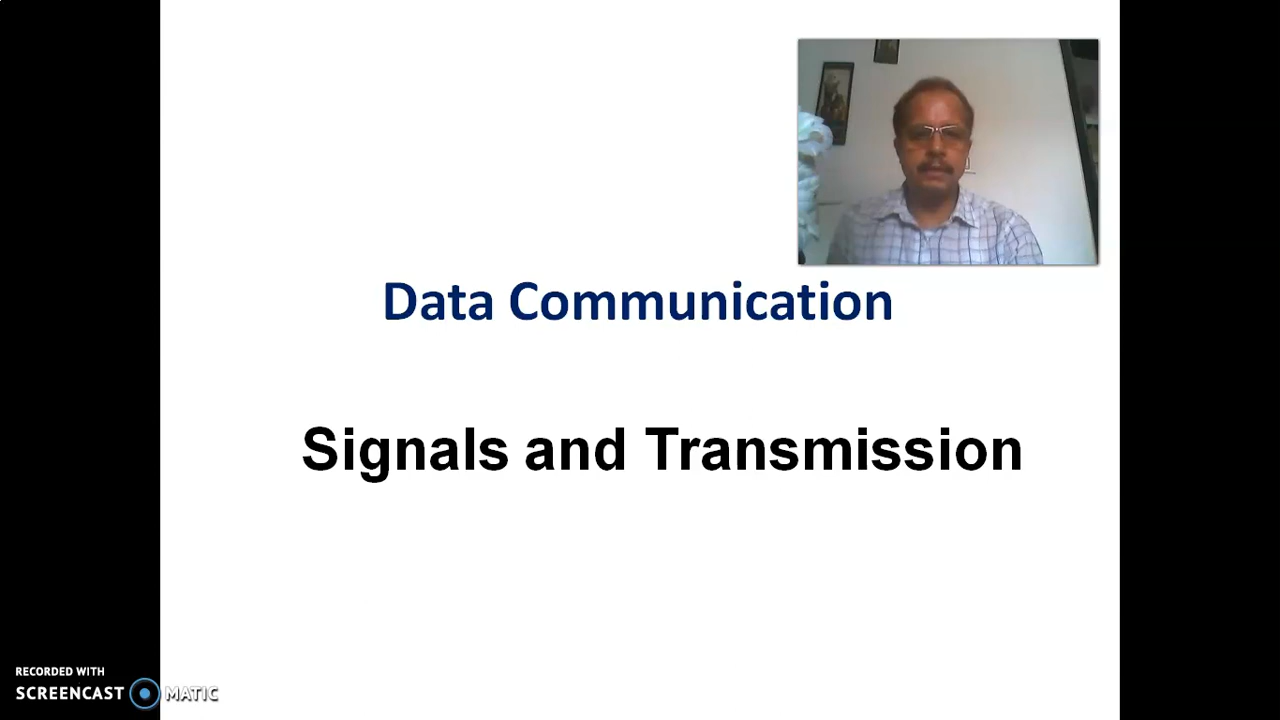 Data Communication
Signals and Transmission
RECORDED WITH
SCREENCAST MATIC